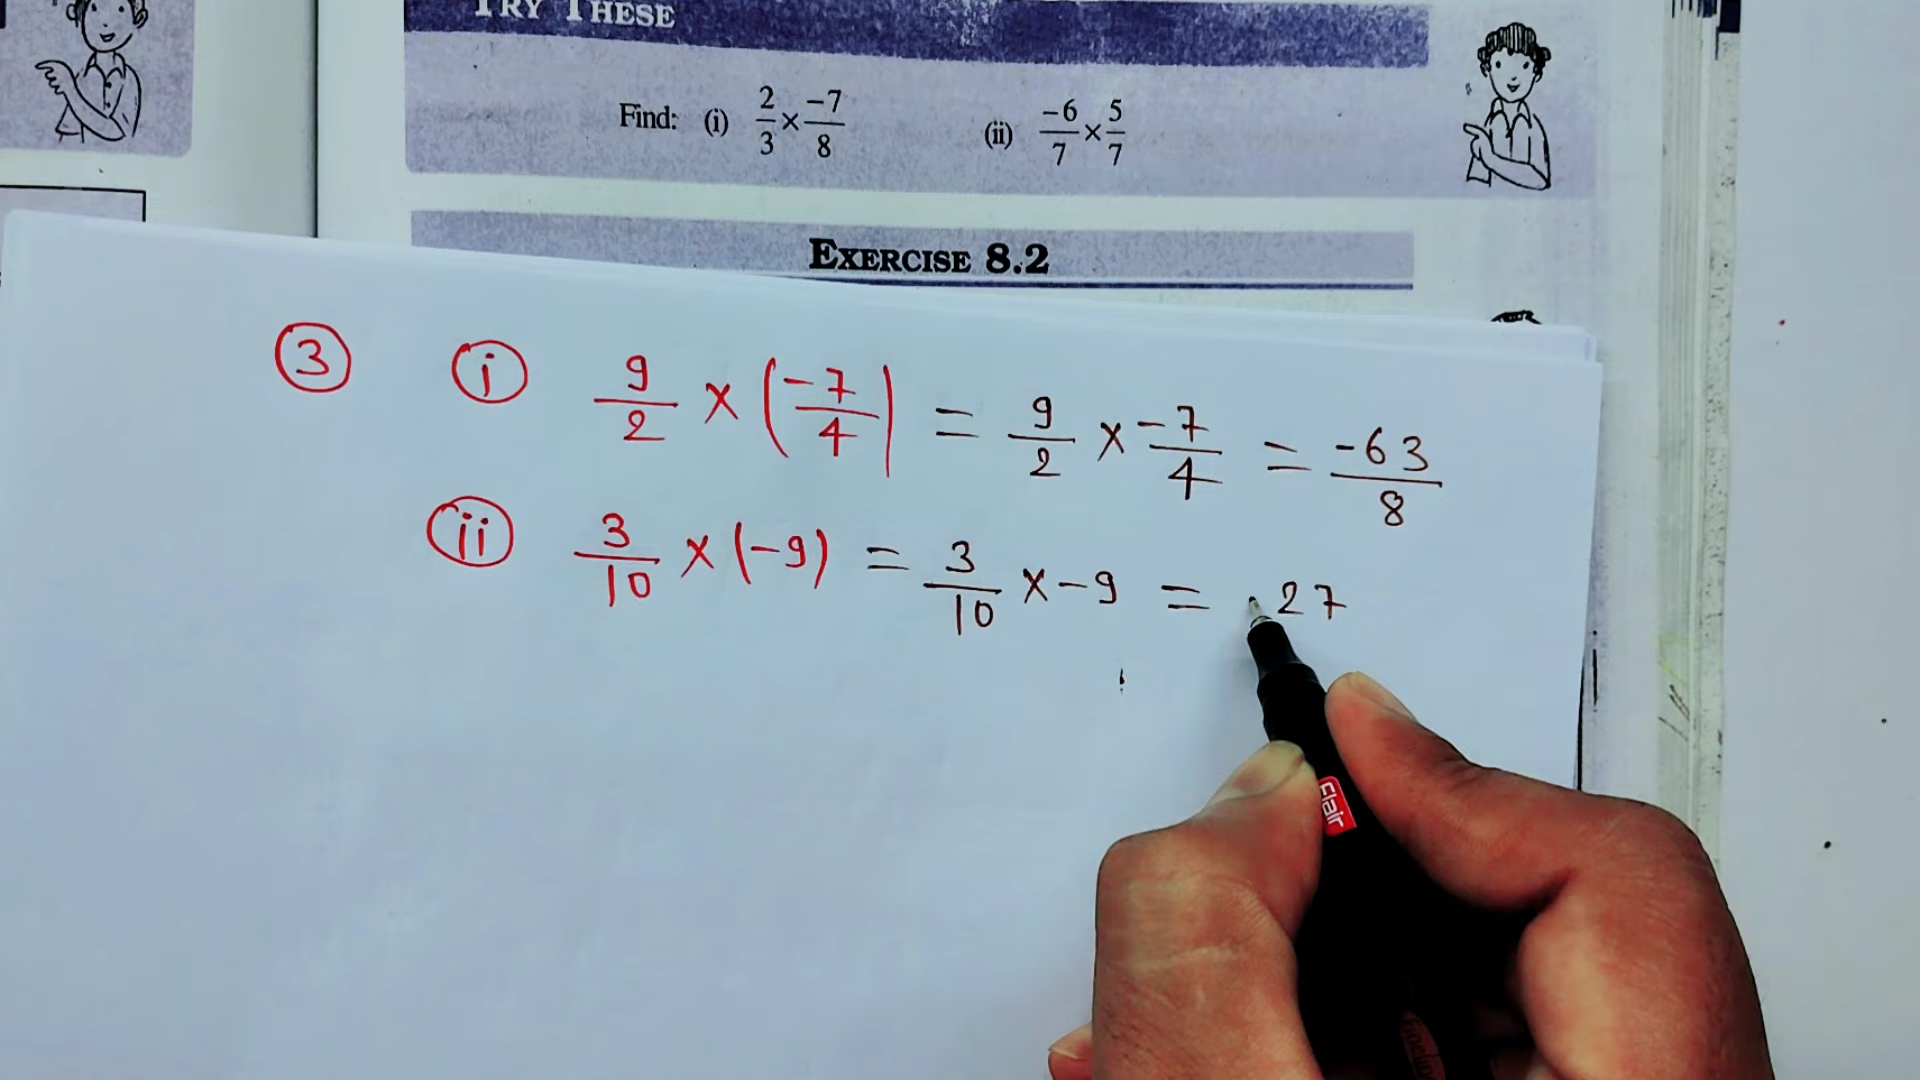 TRY THESE
Find: (i) 2/3 × -7/8 (ii) -6/7 × 5/7
EXERCISE 8.2
3 i 9/2 × (-7/4) = 9/2 × -7/4 = -63/8
ii 3/10 × (-9) = 3/10 × -9 = 27
Flair